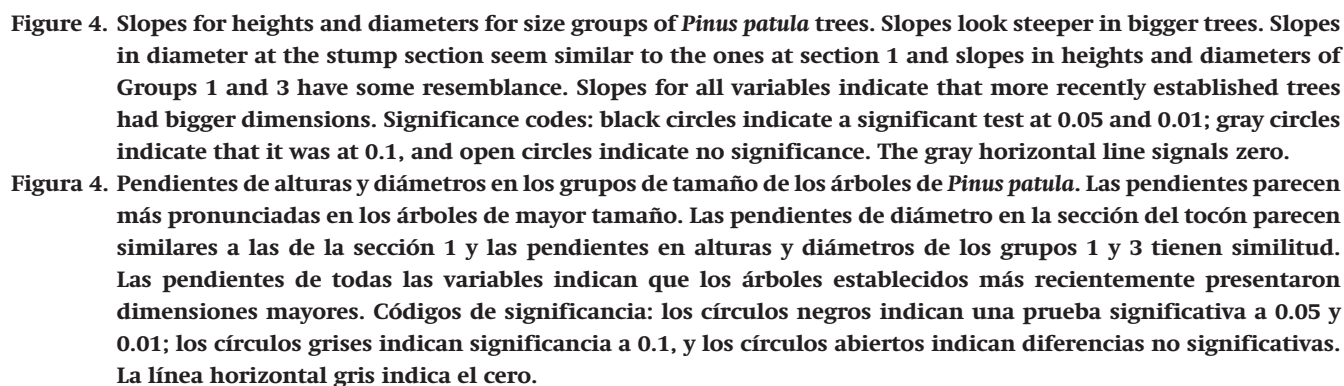 Figure 4. Slopes for heights and diameters for size groups of Pinus patula trees. Slopes look steeper in bigger trees. Slopes
in diameter at the stump section seem similar to the ones at section 1 and slopes in heights and diameters of
Groups 1 and 3 have some resemblance. Slopes for all variables indicate that more recently established trees
had bigger dimensions. Significance codes: black circles indicate a significant test at 0.05 and 0.01; gray circles
indicate that it was at 0.1, and open circles indicate no significance. The gray horizontal line signals zero.
Figura 4. Pendientes de alturas y diámetros en los grupos de tamaño de los árboles de Pinus patula. Las pendientes parecen
más pronunciadas en los árboles de mayor tamaño. Las pendientes de diámetro en la sección del tocón parecen
similares a las de la sección 1 y las pendientes en alturas y diámetros de los grupos 1 y 3 tienen similitud.
Las pendientes de todas las variables indican que los árboles establecidos más recientemente presentaron
dimensiones mayores. Códigos de significancia: los círculos negros indican una prueba significativa a 0.05 y
0.01; los círculos grises indican significancia a 0.1, y los círculos abiertos indican diferencias no significativas.
La línea horizontal gris indica el cero.